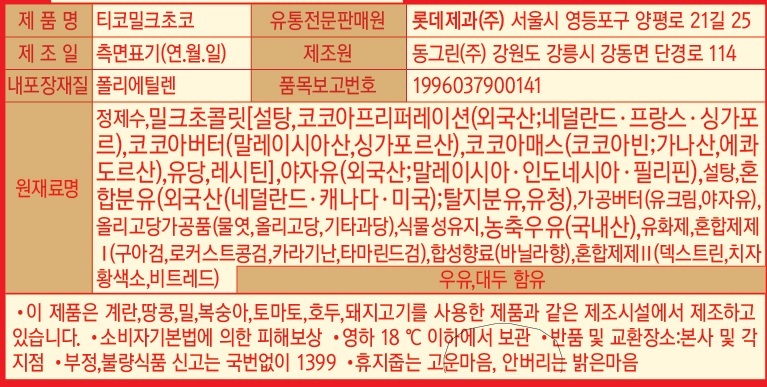 제 품 명 티코밀크초코 유통전문판매원 롯데제과(주) 서울시 영등포구 양평로 21길 25
제 조 일 측면표기(연.월.일) 제조원 동그린(주) 강원도 강릉시 강동면 단경로 114
내포장재질 폴리에틸렌 품목보고번호 1996037900141
원재료명
정제수,밀크초콜릿[설탕,코코아프리퍼레이션(외국산;네덜란드·프랑스·싱가포
르),코코아버터(말레이시아산,싱가포르산),코코아매스(코코아빈;가나산,에콰
도르산),유당,레시틴],야자유(외국산;말레이시아·인도네시아·필리핀),설탕,혼
합분유(외국산(네덜란드·캐나다·미국);탈지분유,유청),가공버터(유크림,야자유),
올리고당가공품(물엿,올리고당,기타과당),식물성유지,농축우유(국내산),유화제,혼합제제
I(구아검,로커스트콩검,카라기난,타마린드검),합성향료(바닐라향),혼합제제II(덱스트린,치자
황색소,비트레드) 우유,대두 함유
•이 제품은 계란,땅콩,밀,복숭아,토마토,호두,돼지고기를 사용한 제품과 같은 제조시설에서 제조하고
있습니다. •소비자기본법에 의한 피해보상 •영하 18 ℃ 이하에서 보관 •반품 및 교환장소:본사 및 각
지점 •부정,불량식품 신고는 국번없이 1399 •휴지줍는 고운마음, 안버리는 밝은마음